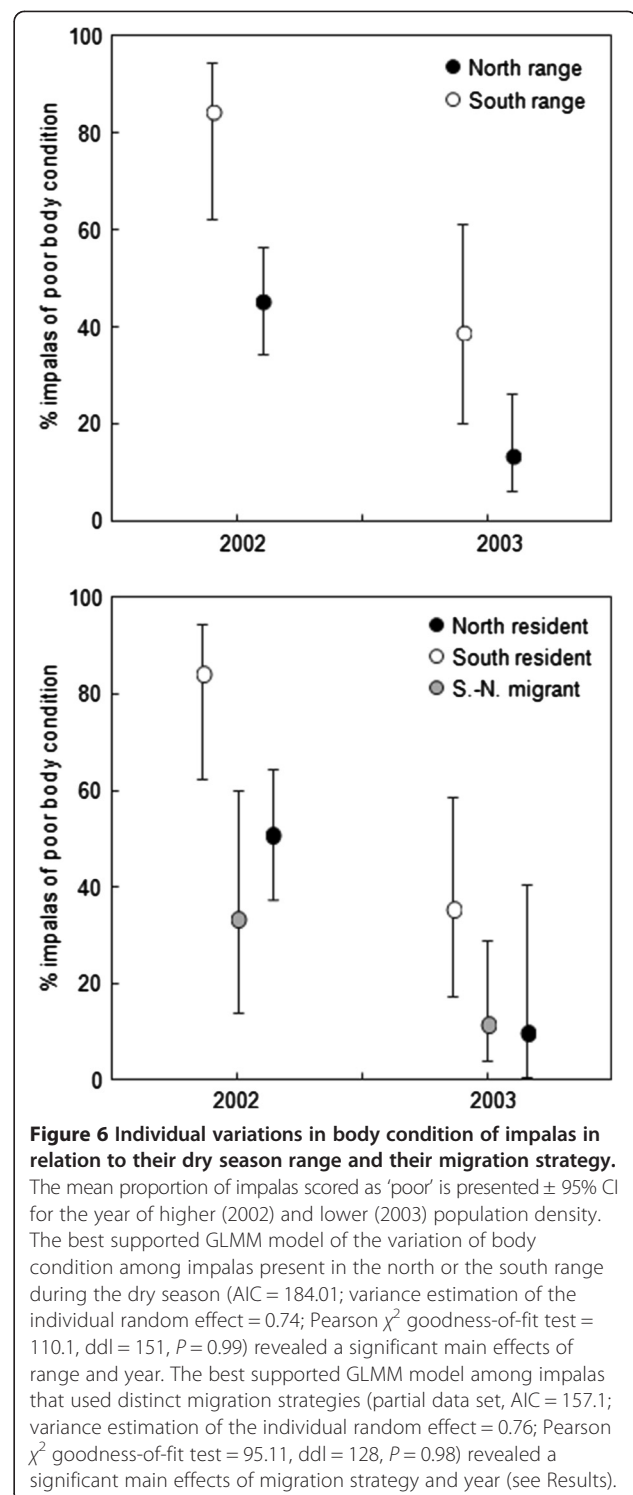 100
80
60
40
20
0
% impalas of poor body condition
North range
South range
2002
2003
100
80
60
40
20
0
% impalas of poor body condition
North resident
South resident
S.-N. migrant
2002
2003
Figure 6 Individual variations in body condition of impalas in
relation to their dry season range and their migration strategy.
The mean proportion of impalas scored as 'poor' is presented ± 95% CI
for the year of higher (2002) and lower (2003) population density.
The best supported GLMM model of the variation of body
condition among impalas present in the north or the south range
during the dry season (AIC = 184.01; variance estimation of the
individual random effect = 0.74; Pearson χ² goodness-of-fit test =
110.1, ddl = 151, P = 0.99) revealed a significant main effects of
range and year. The best supported GLMM model among impalas
that used distinct migration strategies (partial data set, AIC = 157.1;
variance estimation of the individual random effect = 0.76; Pearson
χ² goodness-of-fit test = 95.11, ddl = 128, P = 0.98) revealed a
significant main effects of migration strategy and year (see Results).